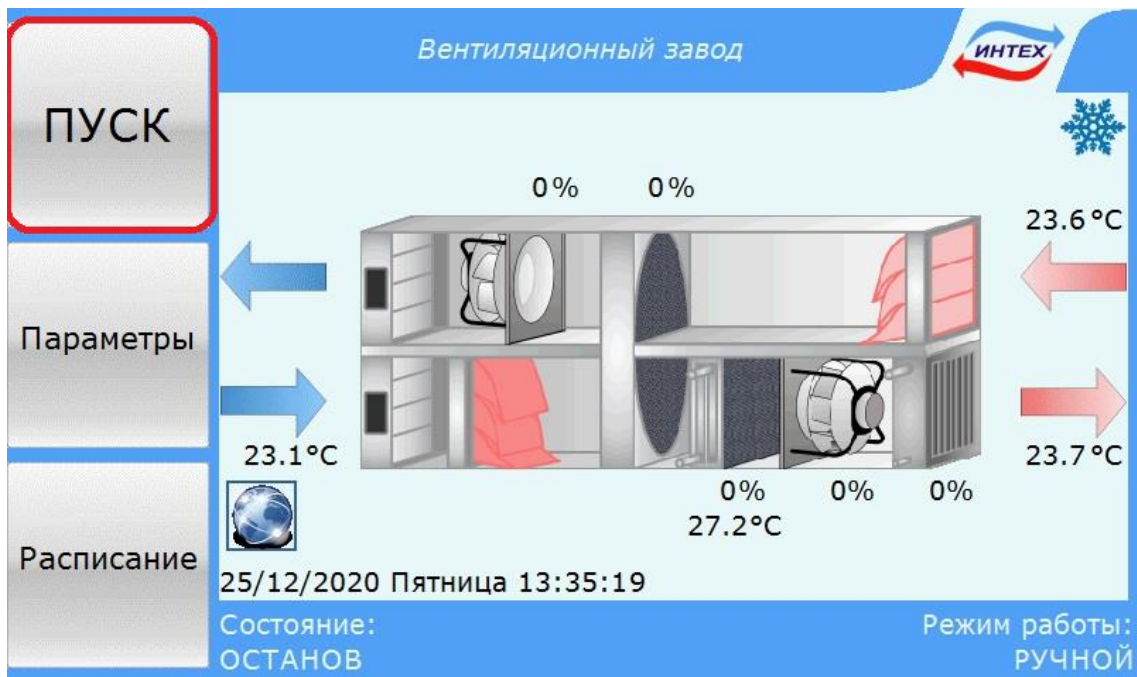 Вентиляционный завод
ИНТЕХ
ПУСК
0% 0%
23.6°C
Параметры
23.1°C
23.7°C
0% 0% 0%
27.2°C
Расписание
25/12/2020 Пятница 13:35:19
Состояние: Режим работы:
ОСТАНОВ РУЧНОЙ